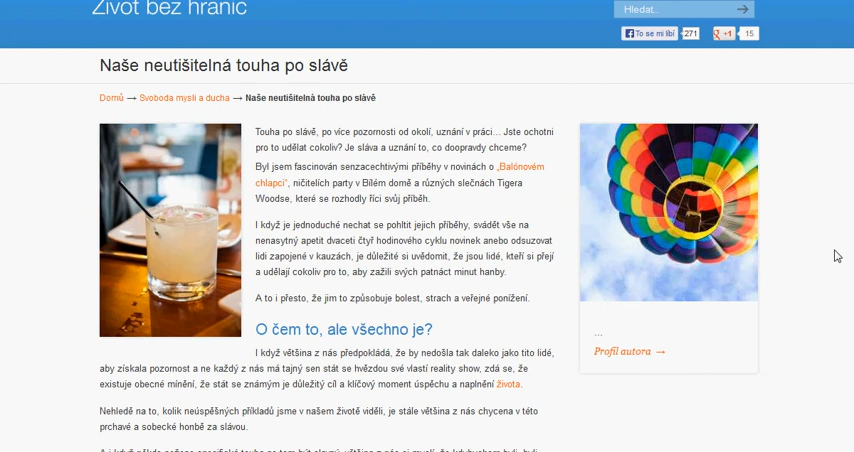 Život bez hranic
Hledat..
To se mi líbí 271
+1 15
Naše neutišitelná touha po slávě
Domů → Svoboda mysli a ducha → Naše neutišitelná touha po slávě
Touha po slávě, po více pozornosti od okolí, uznání v práci... Jste ochotni
pro to udělat cokoliv? Je sláva a uznání to, co doopravdy chceme?
Byl jsem fascinován senzacechtivými příběhy v novinách o „Balónovém
chlapci“, ničitelích party v Bílém domě a různých slečnách Tigera
Woodse, které se rozhodly říci svůj příběh.
I když je jednoduché nechat se pohltit jejich příběhy, svádět vše na
nenasytný apetit dvaceti čtyř hodinového cyklu novinek anebo odsuzovat
lidi zapojené v kauzách, je důležité si uvědomit, že jsou lidé, kteří si přejí
a udělají cokoliv pro to, aby zažili svých patnáct minut hanby.
A to i přesto, že jim to způsobuje bolest, strach a veřejné ponížení.
O čem to, ale všechno je?
I když většina z nás předpokládá, že by nedošla tak daleko jako tito lidé,
aby získala pozornost a ne každý z nás má tajný sen stát se hvězdou své vlastí reality show, zdá se, že
existuje obecné mínění, že stát se známým je důležitý cíl a klíčový moment úspěchu a naplnění života.
Nehledě na to, kolik neúspěšných příkladů jsme v našem životě viděli, je stále většina z nás chycena v této
prchavé a sobecké honbě za slávou.
...
Profil autora →